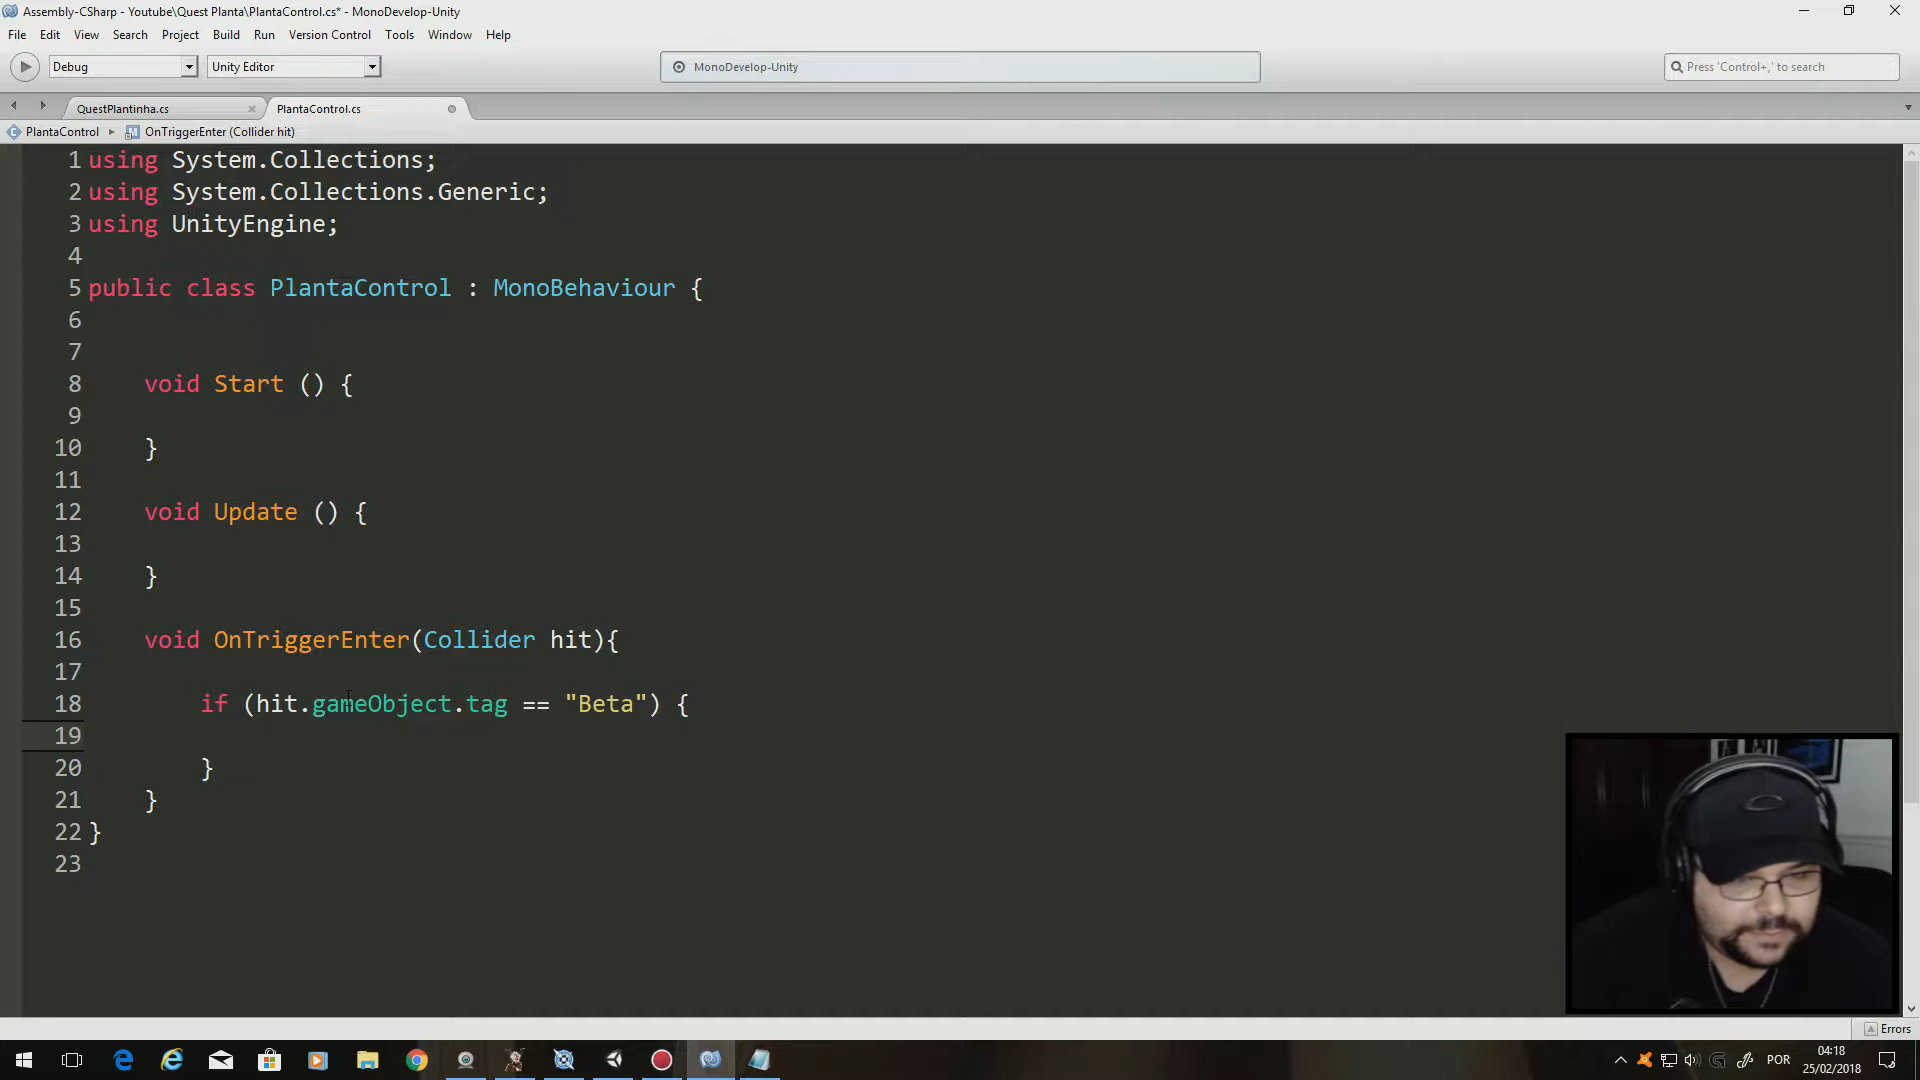 Assembly-CSharp - Youtube\Quest Planta\PlantaControl.cs* - MonoDevelop-Unity
File Edit View Search Project Build Run Version Control Tools Window Help
Debug Unity Editor MonoDevelop-Unity Press 'Control+,' to search
QuestPlantinha.cs PlantaControl.cs
PlantaControl OnTriggerEnter (Collider hit)
1 using System.Collections;
2 using System.Collections.Generic;
3 using UnityEngine;
4
5 public class PlantaControl : MonoBehaviour {
6
7
8 void Start () {
9
10 }
11
12 void Update () {
13
14 }
15
16 void OnTriggerEnter(Collider hit){
17
18 if (hit.gameObject.tag == "Beta") {
19
20 }
21 }
22 }
23
Errors
POR
04:18
25/02/2018